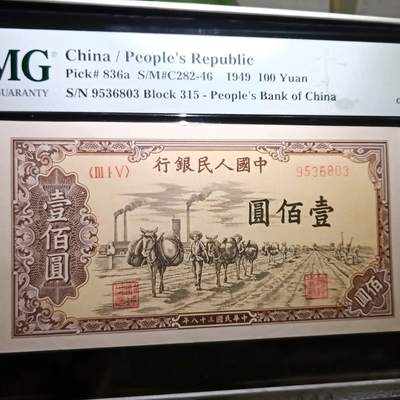 MG
GUARANTY
China / People's Republic
Pick# 836a S/M#C282-46 1949 100 Yuan
S/N 9536803 Block 315 - People's Bank of China
行銀民人國中
〈ⅢⅠⅤ〉
9536803
圓佰壹
壹佰圓
佰圓
年八十三國民華中